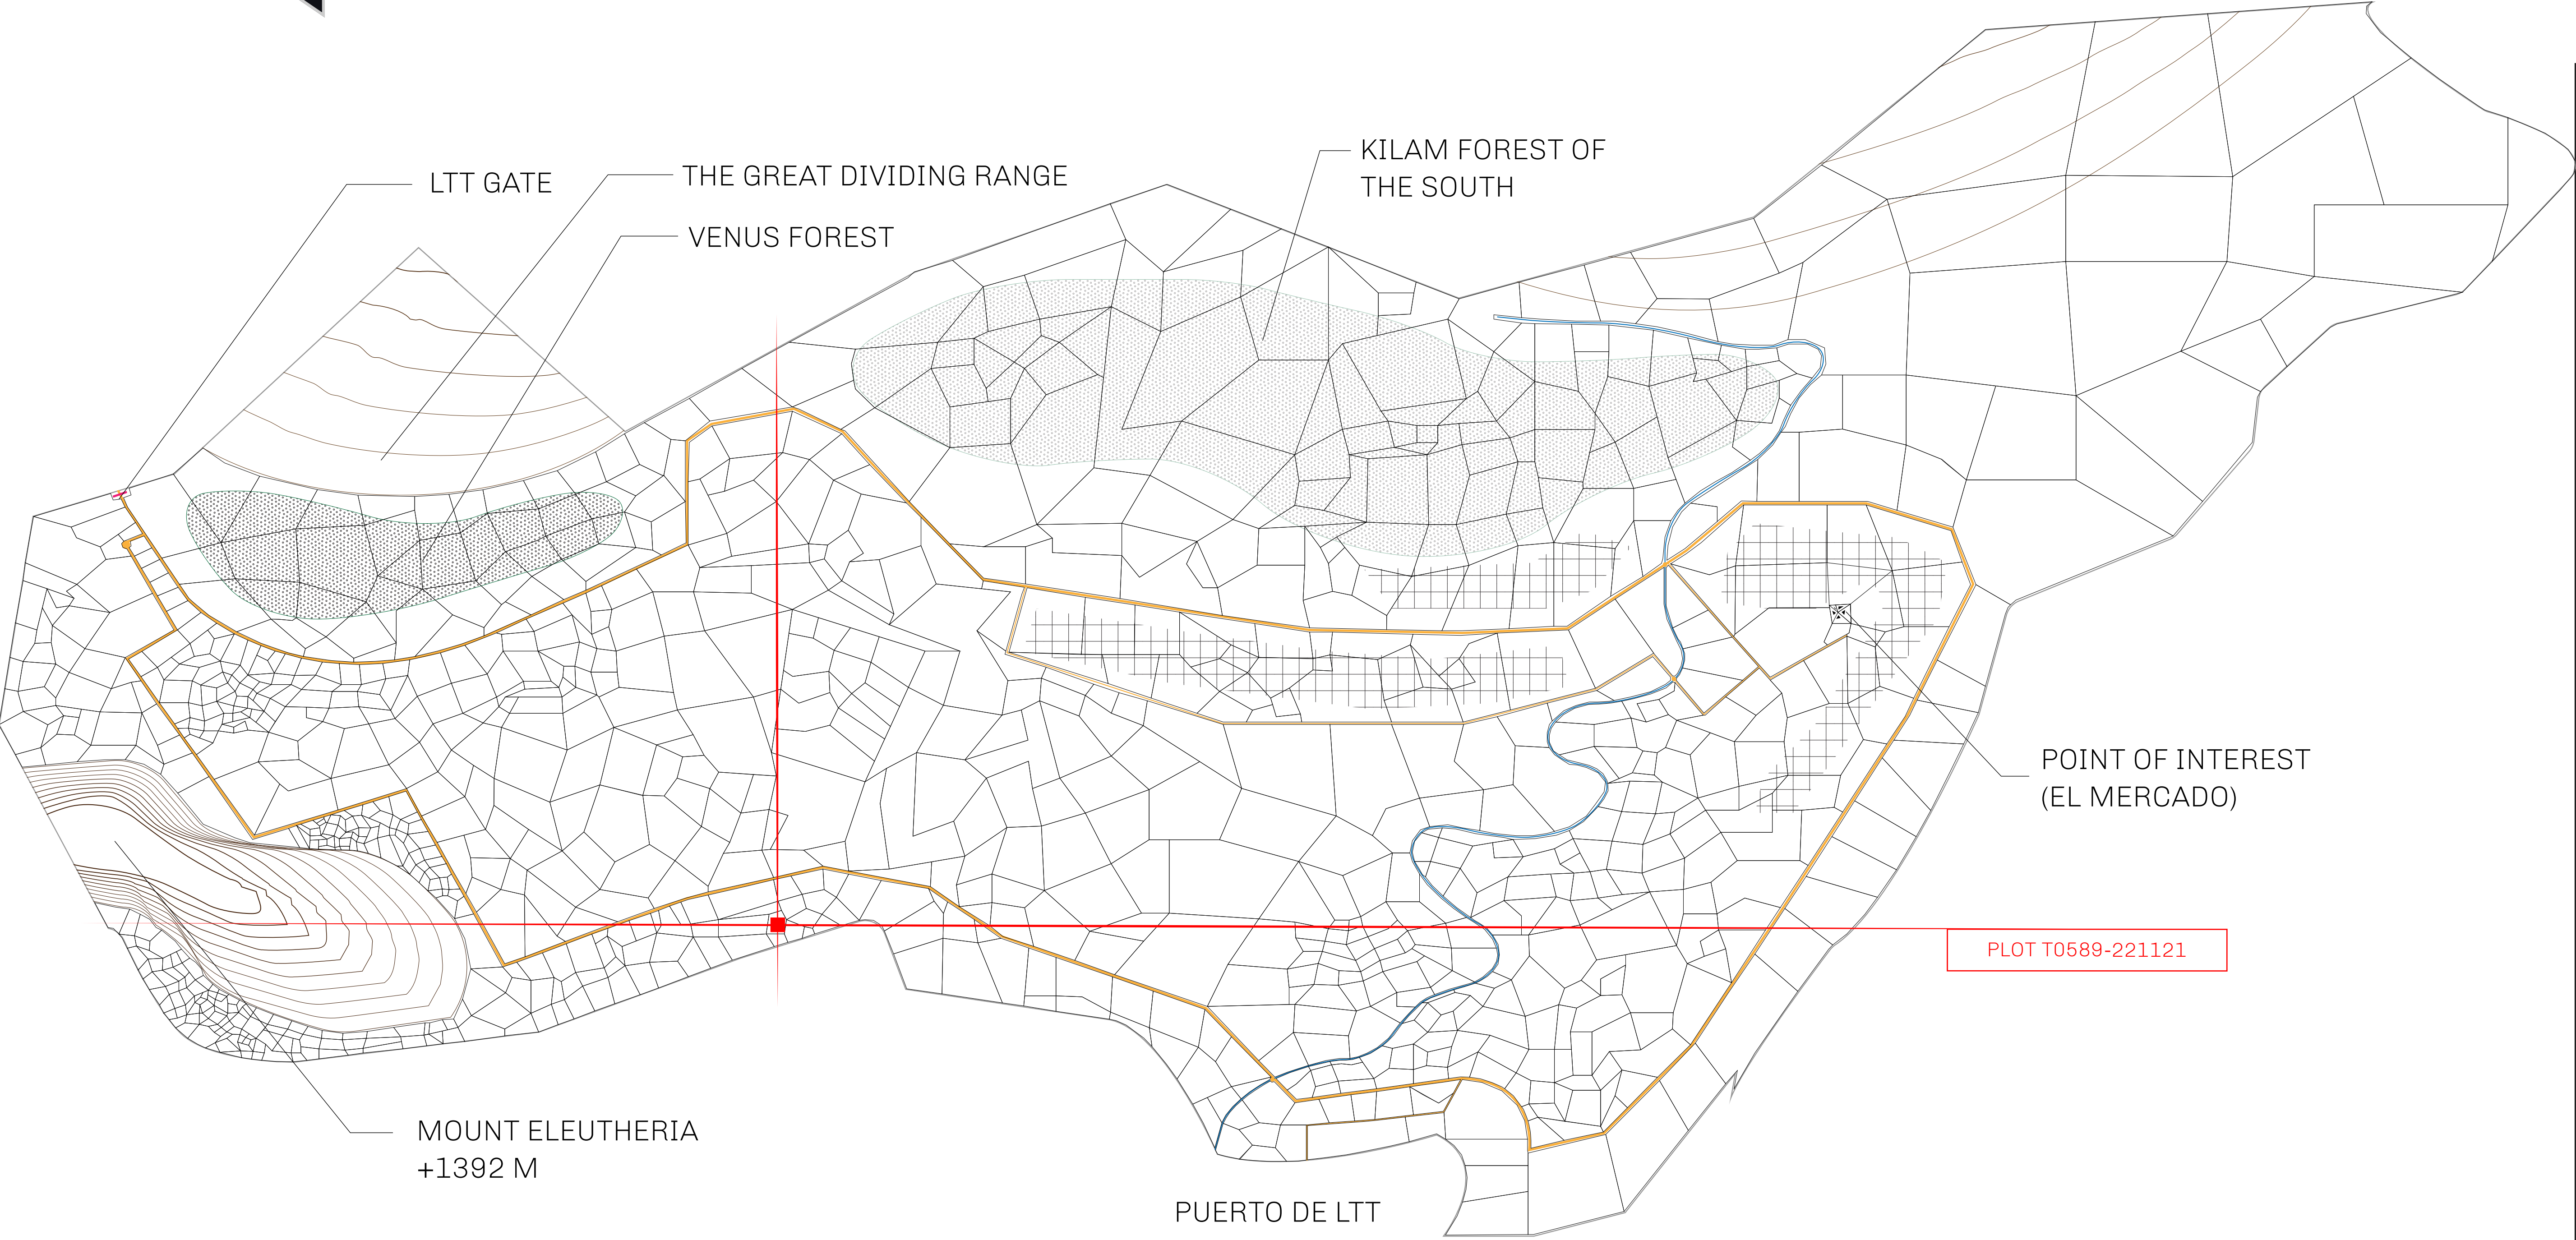 KILAM FOREST OF
THE SOUTH
LTT GATE
THE GREAT DIVIDING RANGE
VENUS FOREST
POINT OF INTEREST
(EL MERCADO)
PLOT T0589-221121
MOUNT ELEUTHERIA
+1392 M
PUERTO DE LTT